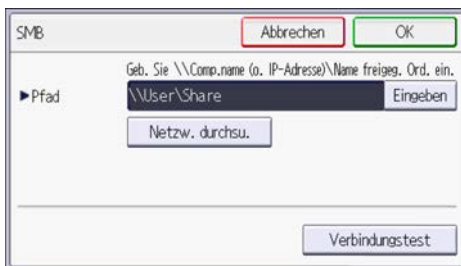 SMB Abbrechen OK
Geb. Sie \\Comp.name (o. IP-Adresse)\Name freigeg. Ord. ein.
▶Pfad \\User\Share Eingeben
Netzw. durchsu.
Verbindungstest